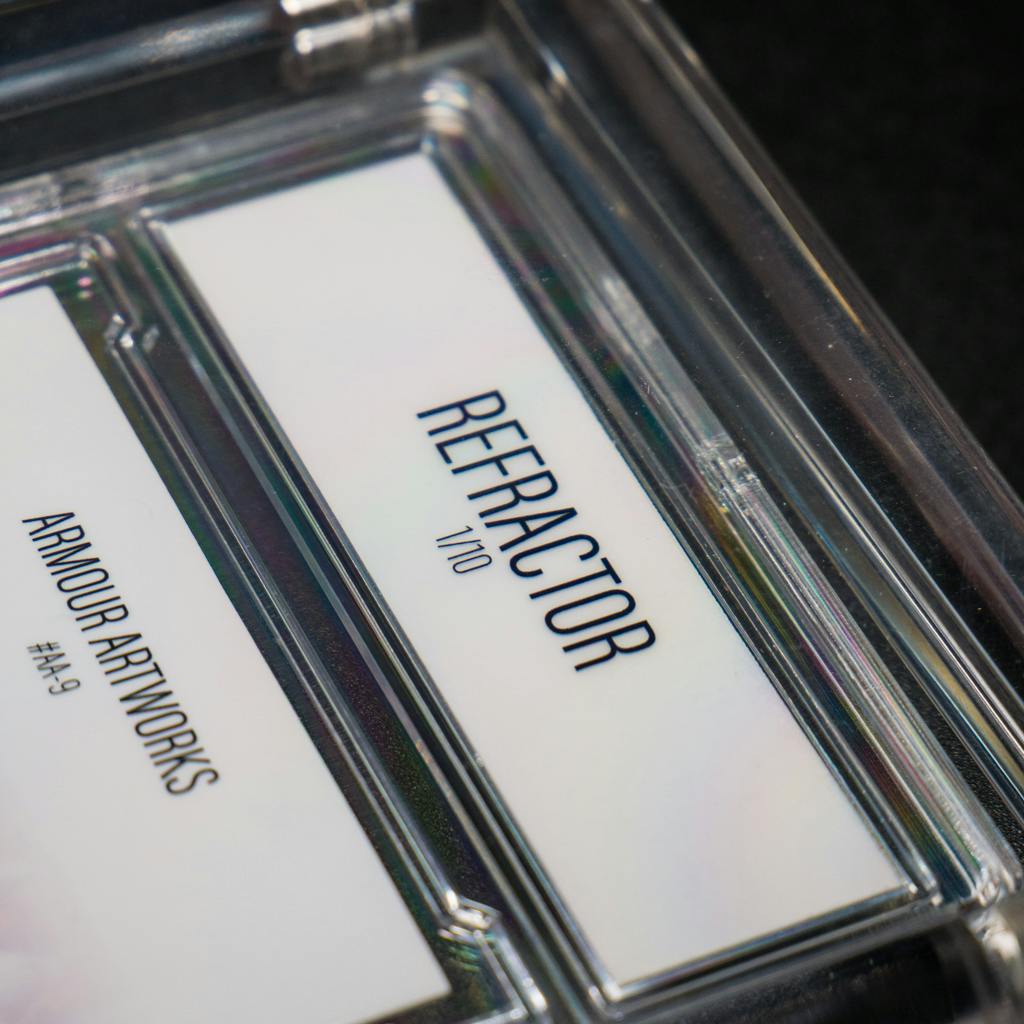 REFRACTOR
1/10
ARMOUR ARTWORKS
#AA-9